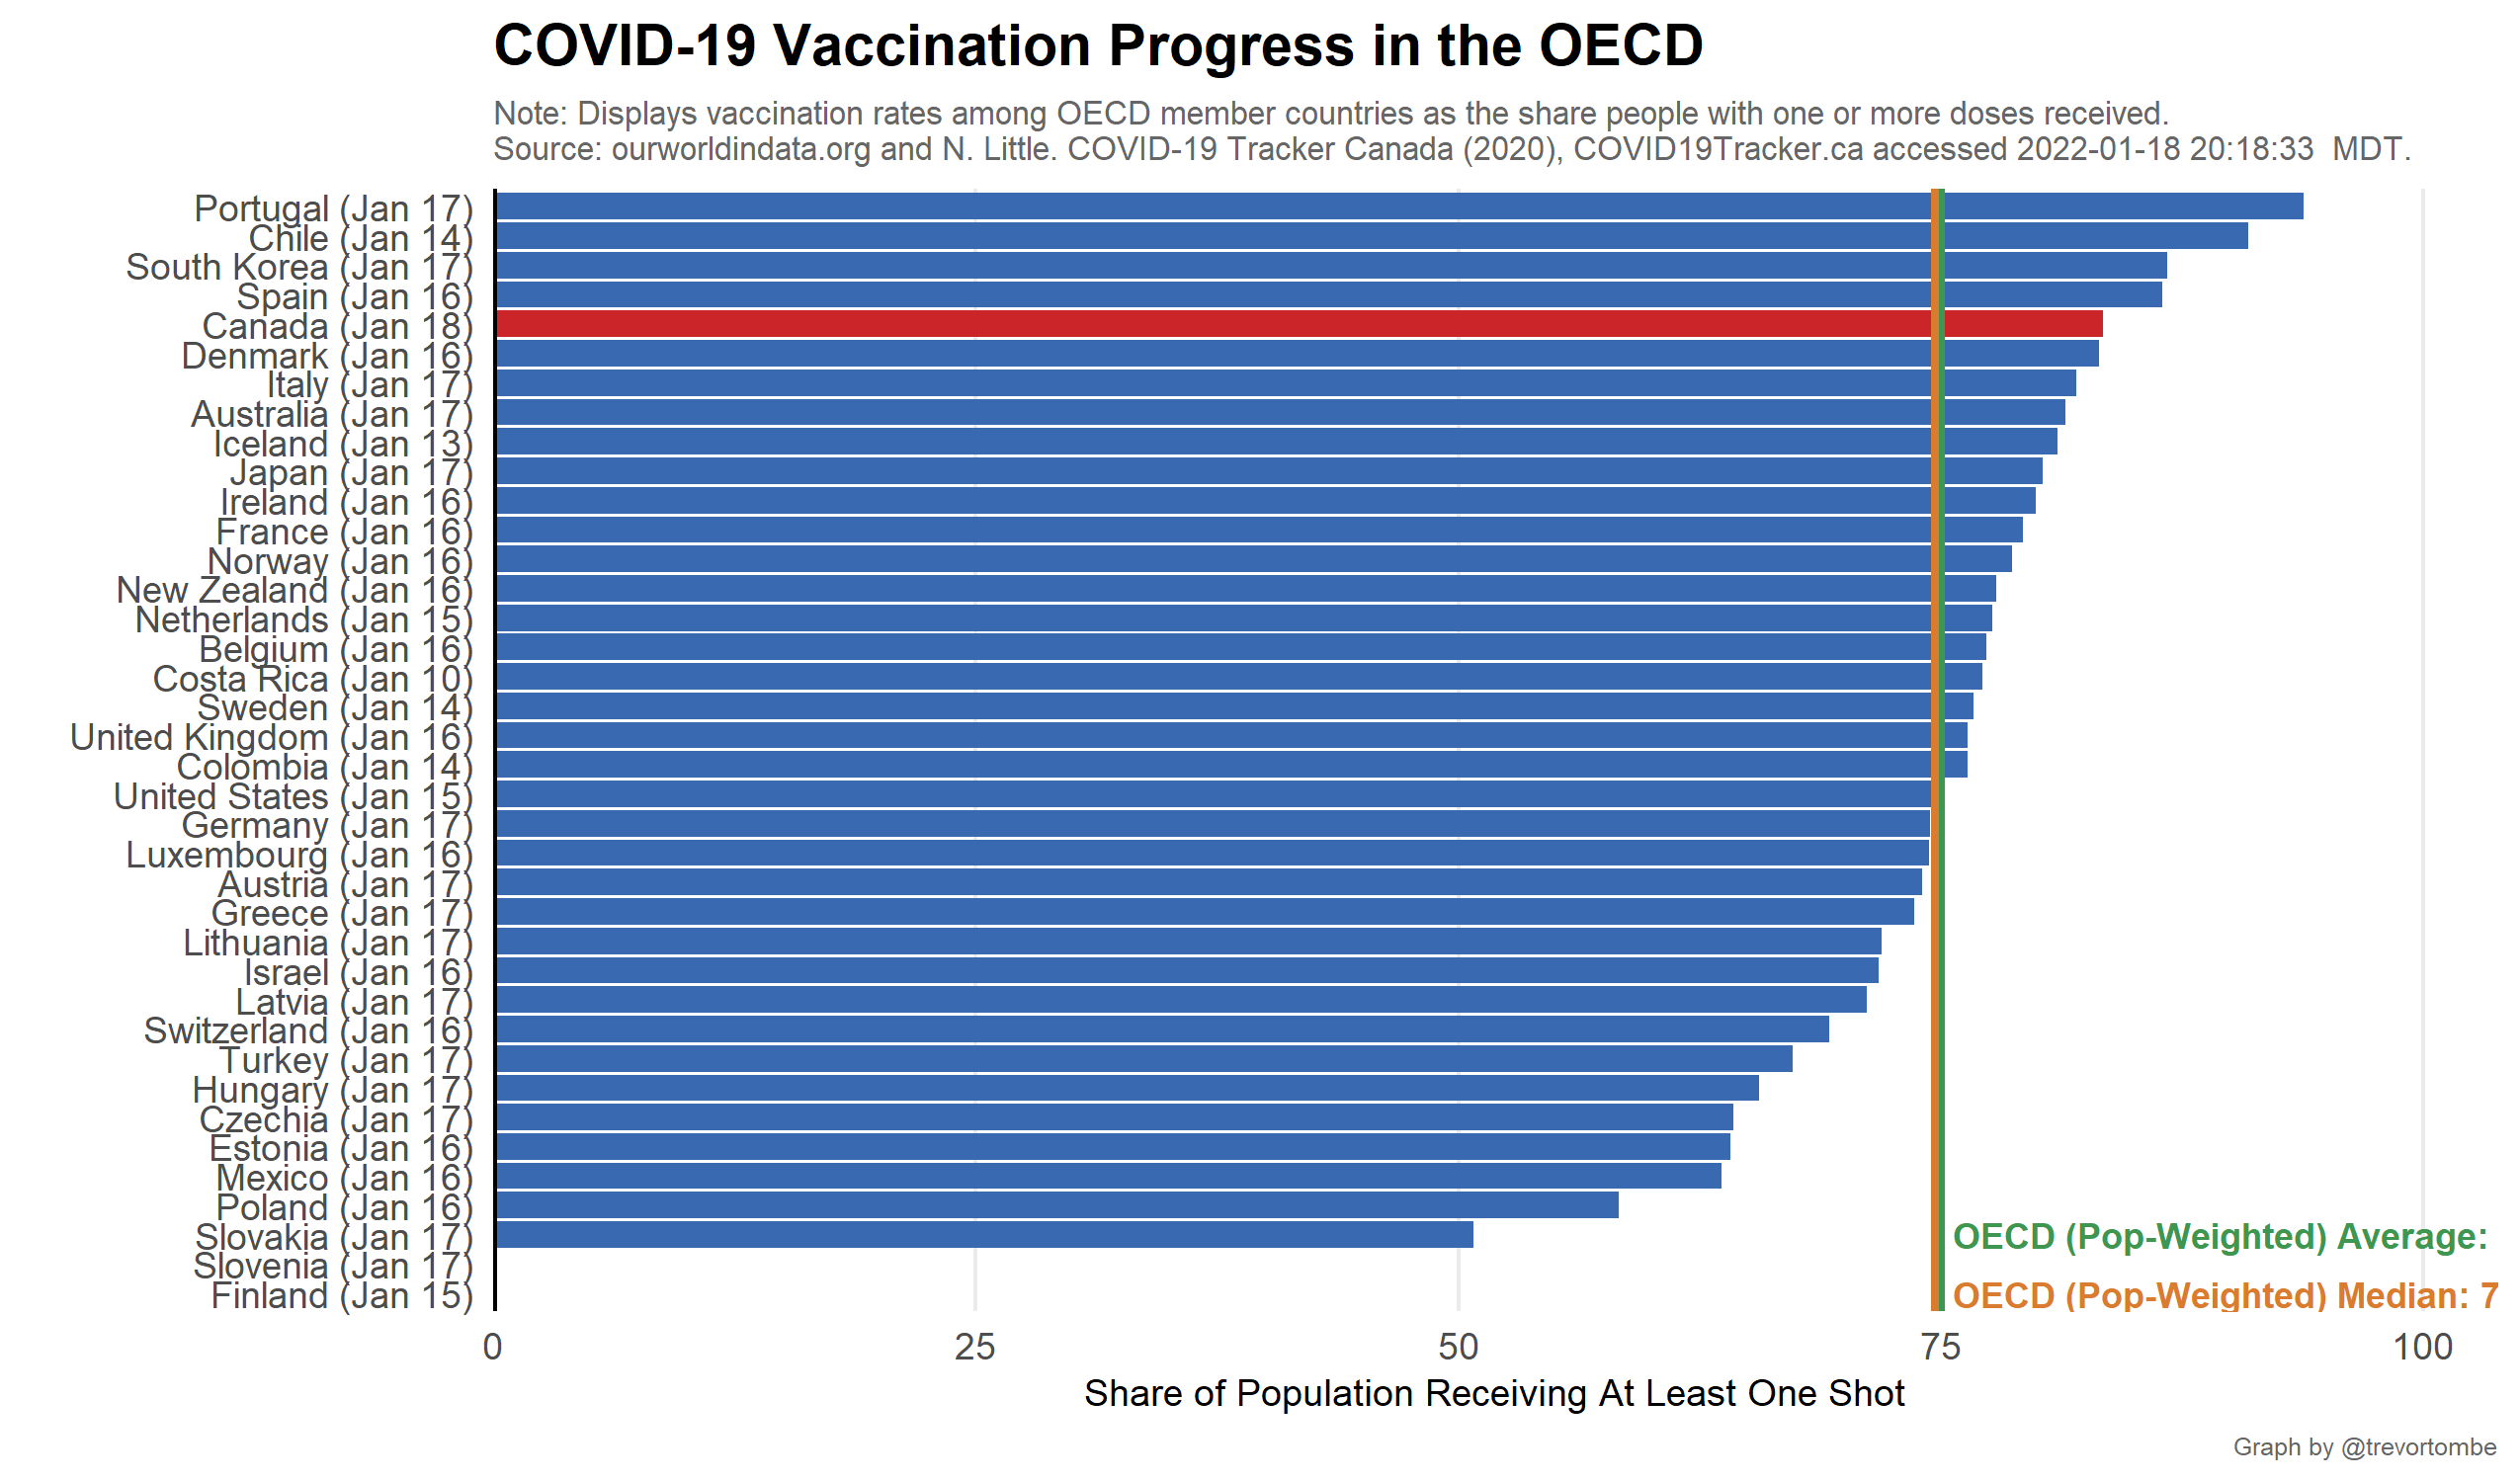 COVID-19 Vaccination Progress in the OECD
Note: Displays vaccination rates among OECD member countries as the share people with one or more doses received.
Source: ourworldindata.org and N. Little. COVID-19 Tracker Canada (2020), COVID19Tracker.ca accessed 2022-01-18 20:18:33 MDT.
Portugal (Jan 17)
Chile (Jan 14)
South Korea (Jan 17)
Spain (Jan 16)
Canada (Jan 18)
Denmark (Jan 16)
Italy (Jan 17)
Australia (Jan 17)
Iceland (Jan 13)
Japan (Jan 17)
Ireland (Jan 16)
France (Jan 16)
Norway (Jan 16)
New Zealand (Jan 16)
Netherlands (Jan 15)
Belgium (Jan 16)
Costa Rica (Jan 10)
Sweden (Jan 14)
United Kingdom (Jan 16)
Colombia (Jan 14)
United States (Jan 15)
Germany (Jan 17)
Luxembourg (Jan 16)
Austria (Jan 17)
Greece (Jan 17)
Lithuania (Jan 17)
Israel (Jan 16)
Latvia (Jan 17)
Switzerland (Jan 16)
Turkey (Jan 17)
Hungary (Jan 17)
Czechia (Jan 17)
Estonia (Jan 16)
Mexico (Jan 16)
Poland (Jan 16)
Slovakia (Jan 17)
Slovenia (Jan 17)
Finland (Jan 15)
OECD (Pop-Weighted) Average:
OECD (Pop-Weighted) Median: 7
0 25 50 75 100
Share of Population Receiving At Least One Shot
Graph by @trevortombe